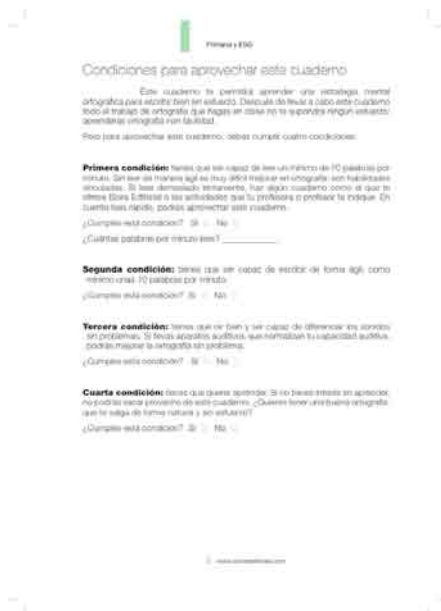 Primaria y ESO
Condiciones para aprovechar este cuaderno
Este cuaderno te permitirá aprender una estrategia mental
ortográfica para escribir bien sin esfuerzo. Después de llevar a cabo este cuaderno
todo el trabajo de ortografía que hagas en clase no te supondrá ningún esfuerzo:
aprenderás ortografía con facilidad.
Pero para aprovechar este cuaderno, debes cumplir cuatro condiciones:
Primera condición: tienes que ser capaz de leer un mínimo de 70 palabras por
minuto. Sin leer de manera ágil es muy difícil mejorar en ortografía: son habilidades
vinculadas. Si lees demasiado lentamente, haz algún cuaderno como el que te
ofrece Editorial o las actividades que tu profesora o profesor te indique. En
cuanto leas rápido, podrás aprovechar este cuaderno.
¿Cumples esta condición? Sí No
¿Cuántas palabras por minuto lees?
Segunda condición: tienes que ser capaz de escribir de forma ágil, como
mínimo unas 10 palabras por minuto.
¿Cumples esta condición? Sí No
Tercera condición: tienes que oír bien y ser capaz de diferenciar los sonidos
sin problemas. Si llevas aparatos auditivos que normalizan tu capacidad auditiva,
podrás mejorar la ortografía sin problema.
¿Cumples esta condición? Sí No
Cuarta condición: tienes que querer aprender. Si no tienes interés en aprender,
no podrás sacar provecho de este cuaderno. ¿Quieres tener una buena ortografía
que te salga de forma natural y sin esfuerzo?
¿Cumples esta condición? Sí No